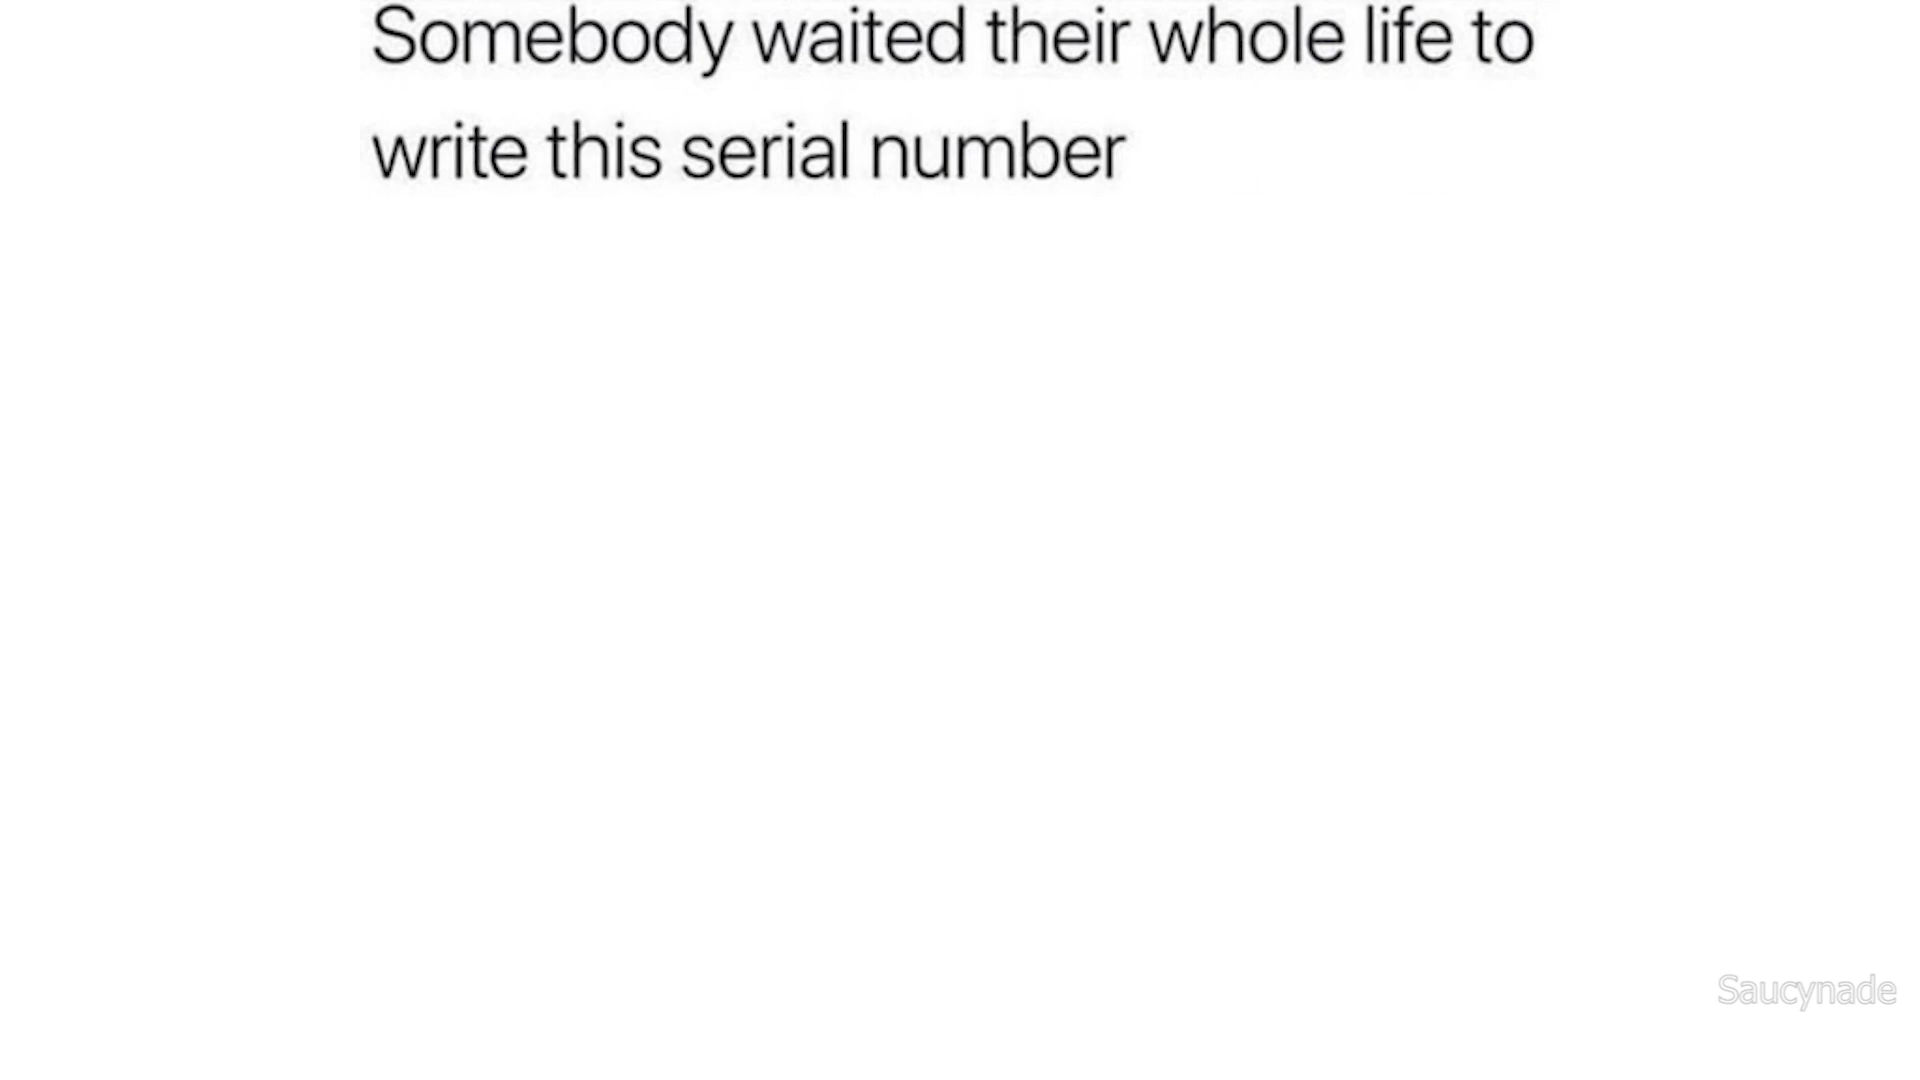 Somebody waited their whole life to
write this serial number
Saucynade